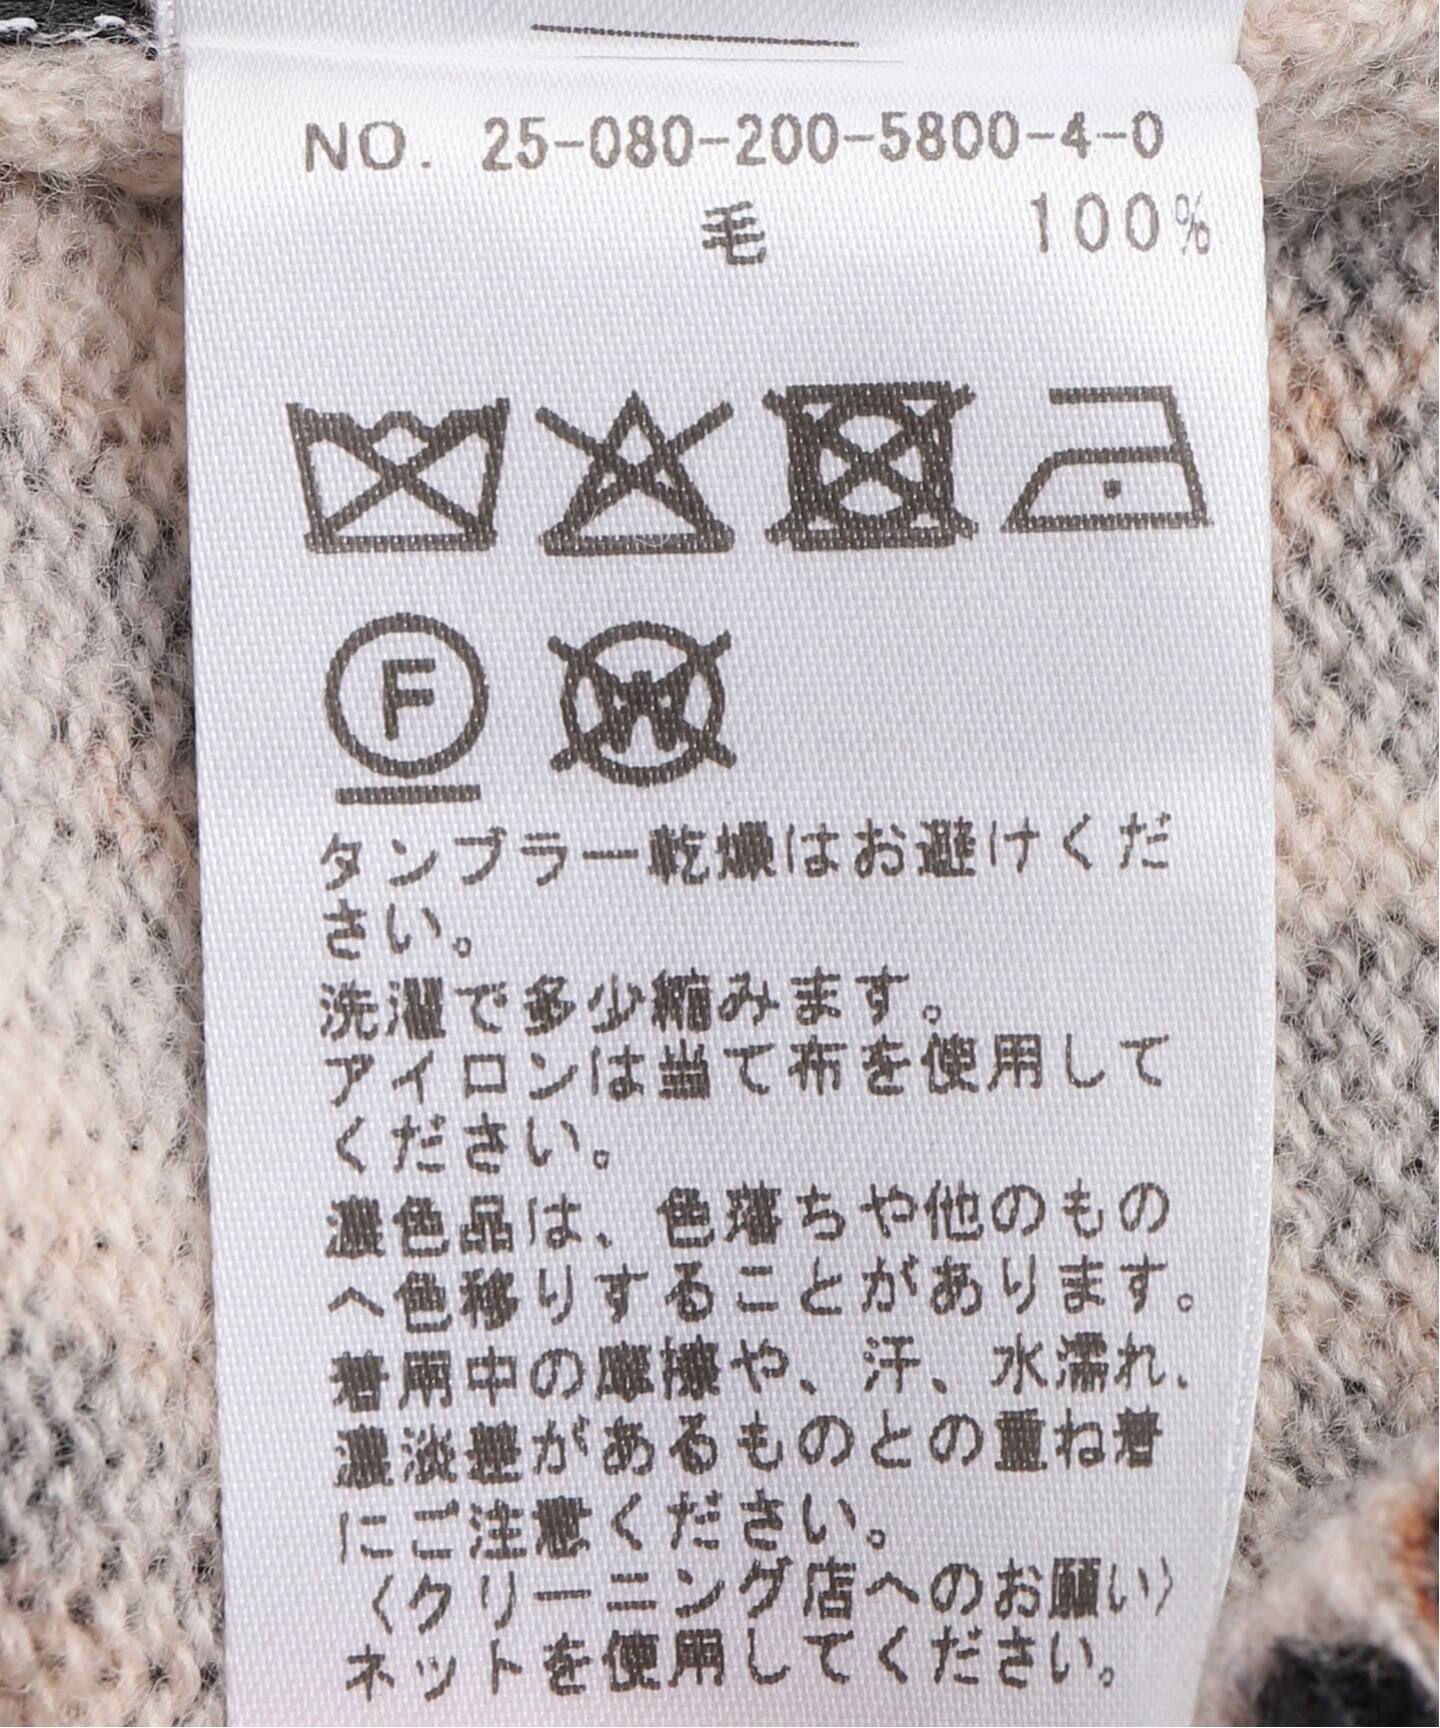 NO. 25-080-200-5800-4-0
毛 100%
F
W
タンブラー乾燥はお避けくだ
さい。
洗濯で多少縮みます。
アイロンは当て布を使用して
ください。
濃色品は、色落ちや他のもの
へ色移りすることがあります。
着用中の摩擦や、汗、水濡れ、
濃淡差があるものとの重ね着
にご注意ください。
〈クリーニング店へのお願い〉
ネットを使用してください。